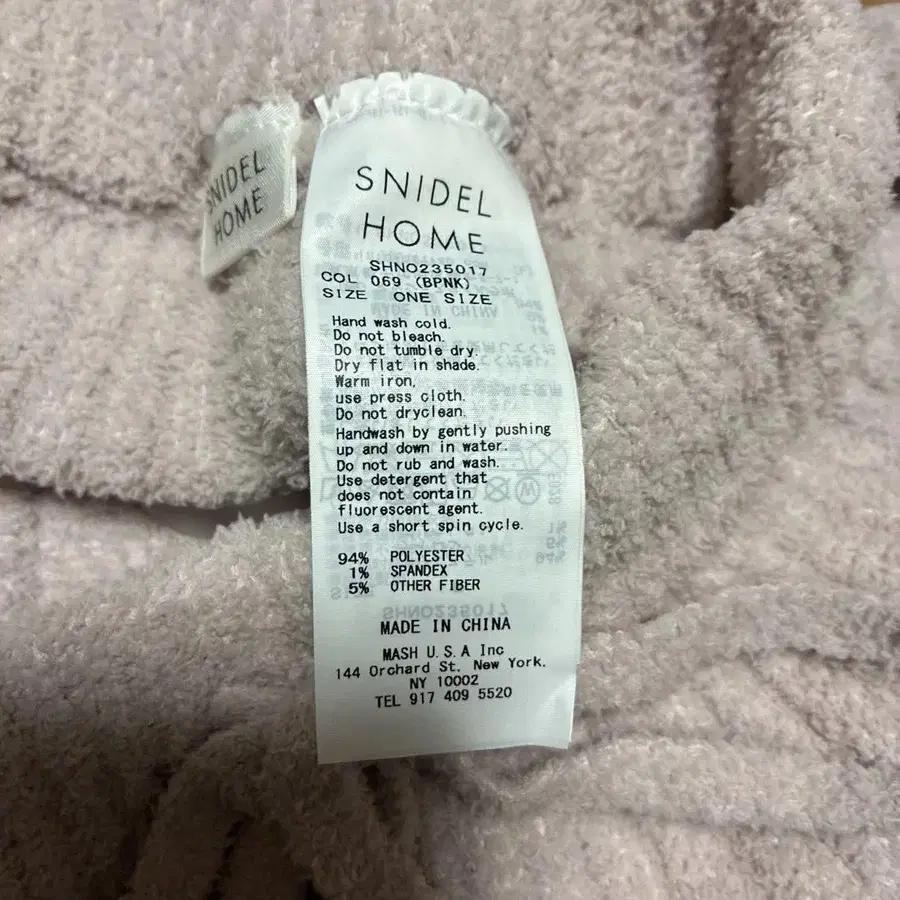 SNIDEL
HOME
SNIDEL
HOME
SHNO235017
COL 069 (BPNK)
SIZE ONE SIZE
Hand wash cold.
Do not bleach.
Do not tumble dry.
Dry flat in shade.
Warm iron,
use press cloth.
Do not dryclean.
Handwash by gently pushing
up and down in water.
Do not rub and wash.
Use detergent that
does not contain
fluorescent agent.
Use a short spin cycle.
94% POLYESTER
1% SPANDEX
5% OTHER FIBER
MADE IN CHINA
MASH U.S.A Inc
144 Orchard St. New York.
NY 10002
TEL 917 409 5520